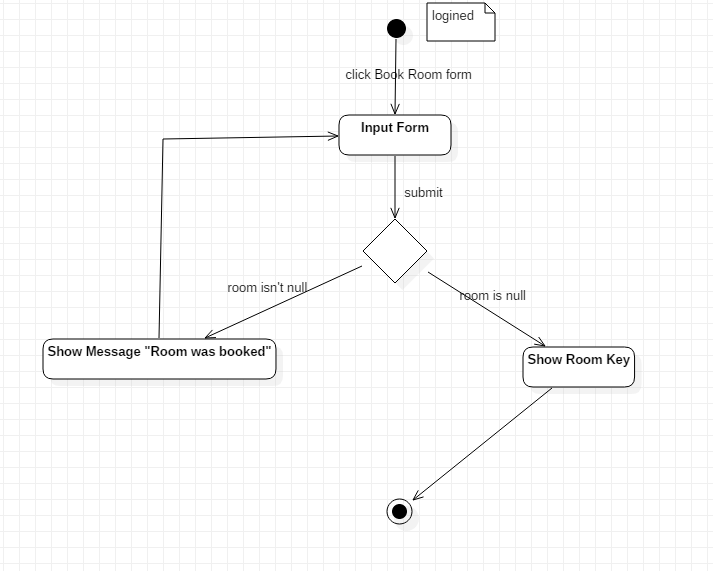 logined
click Book Room form
Input Form
submit
room isn't null
room is null
Show Message "Room was booked"
Show Room Key